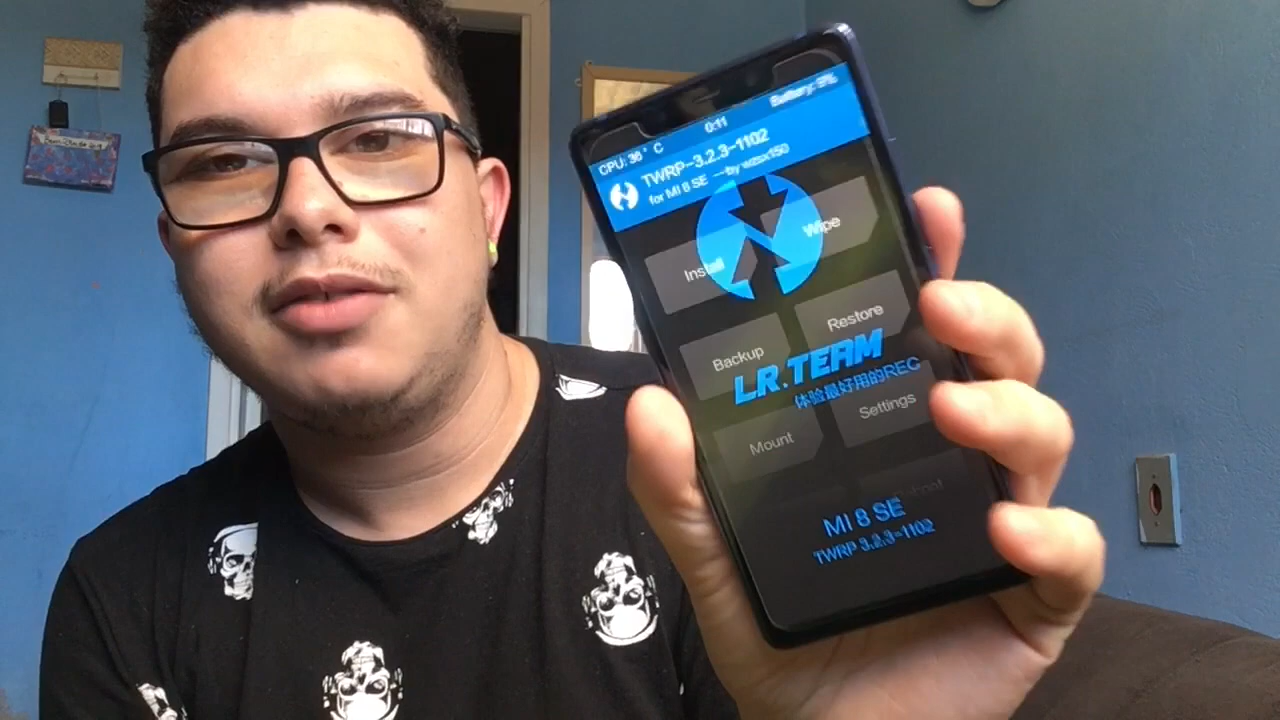 Battery: 9%
0:11
CPU: 36° C
TWRP-3.2.3-1102
for MI 8 SE --by wzsx150
Install
Wipe
Backup
Restore
LR.TEAM
体验最好用的REC
Mount
Settings
MI 8 SE
TWRP 3.2.3-1102